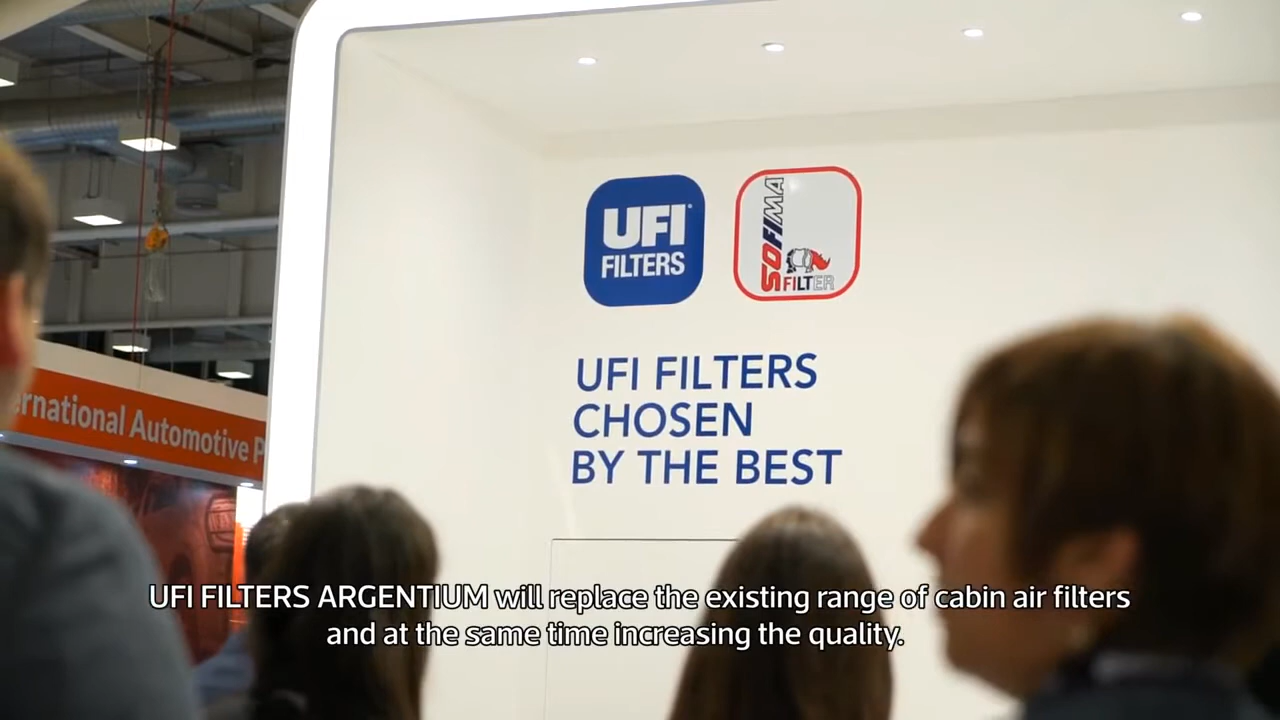 UFI
FILTERS
SOFIMA
FILTER
UFI FILTERS
CHOSEN
BY THE BEST
ernational Automotive P
UFI FILTERS ARGENTIUM will replace the existing range of cabin air filters
and at the same time increasing the quality.